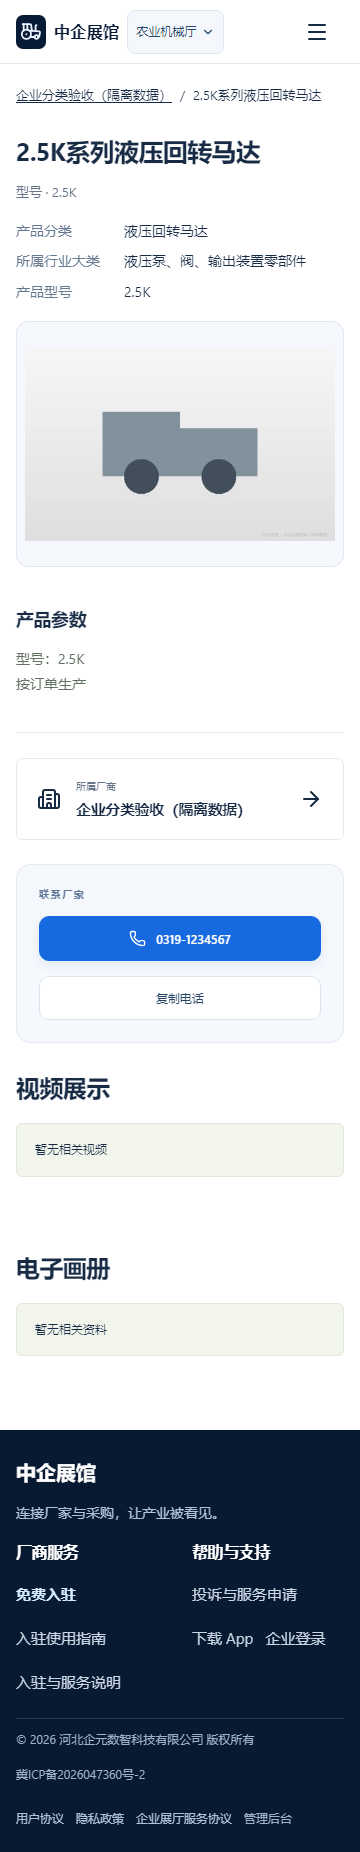 中企展馆
农业机械厅
企业分类验收（隔离数据） / 2.5K系列液压回转马达
2.5K系列液压回转马达
型号 · 2.5K
产品分类 液压回转马达
所属行业大类 液压泵、阀、输出装置零部件
产品型号 2.5K
产品参数
型号：2.5K
按订单生产
所属厂商
企业分类验收（隔离数据）
联系厂家
0319-1234567
复制电话
视频展示
暂无相关视频
电子画册
暂无相关资料
中企展馆
连接厂家与采购，让产业被看见。
厂商服务 帮助与支持
免费入驻 投诉与服务申请
入驻使用指南 下载 App 企业登录
入驻与服务说明
© 2026 河北企元数智科技有限公司 版权所有
冀ICP备2026047360号-2
用户协议 隐私政策 企业展厅服务协议 管理后台